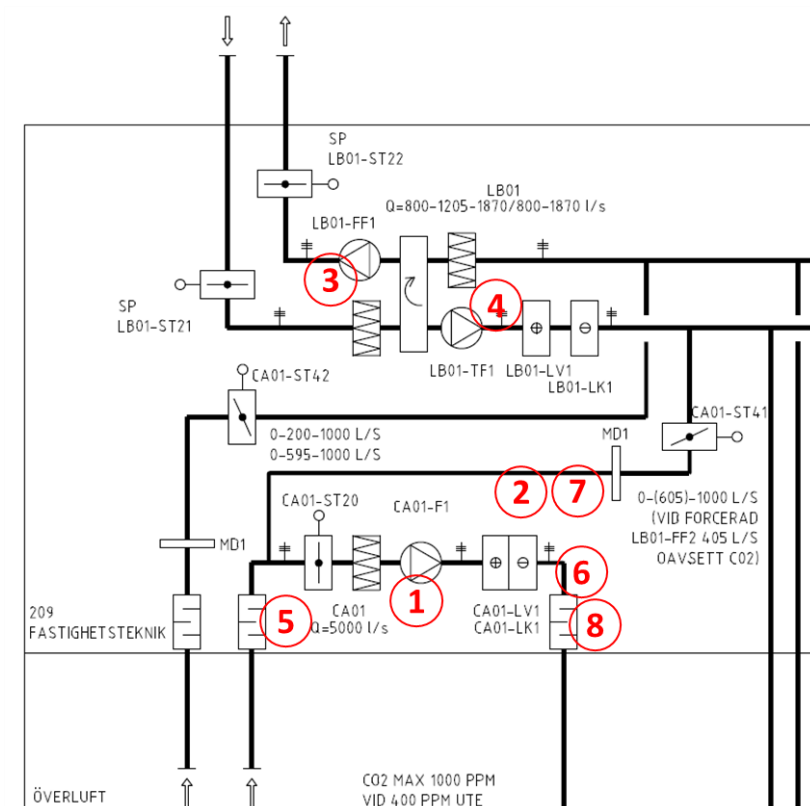 SP
LB01-ST22
LB01
Q=800-1205-1870/800-1870 l/s
LB01-FF1
3
4
SP
LB01-ST21
LB01-TF1
LB01-LV1
LB01-LK1
CA01-ST42
CA01-ST41
0-200-1000 L/S
0-595-1000 L/S
MD1
2
7
0-(605)-1000 L/S
(VID FORCERAD
LB01-FF2 405 L/S
OAVSETT CO2)
CA01-ST20
CA01-F1
MD1
6
1
209
FASTIGHETSTEKNIK
5
CA01
Q=5000 l/s
CA01-LV1
CA01-LK1
8
ÖVERLUFT
CO2 MAX 1000 PPM
VID 400 PPM UTE